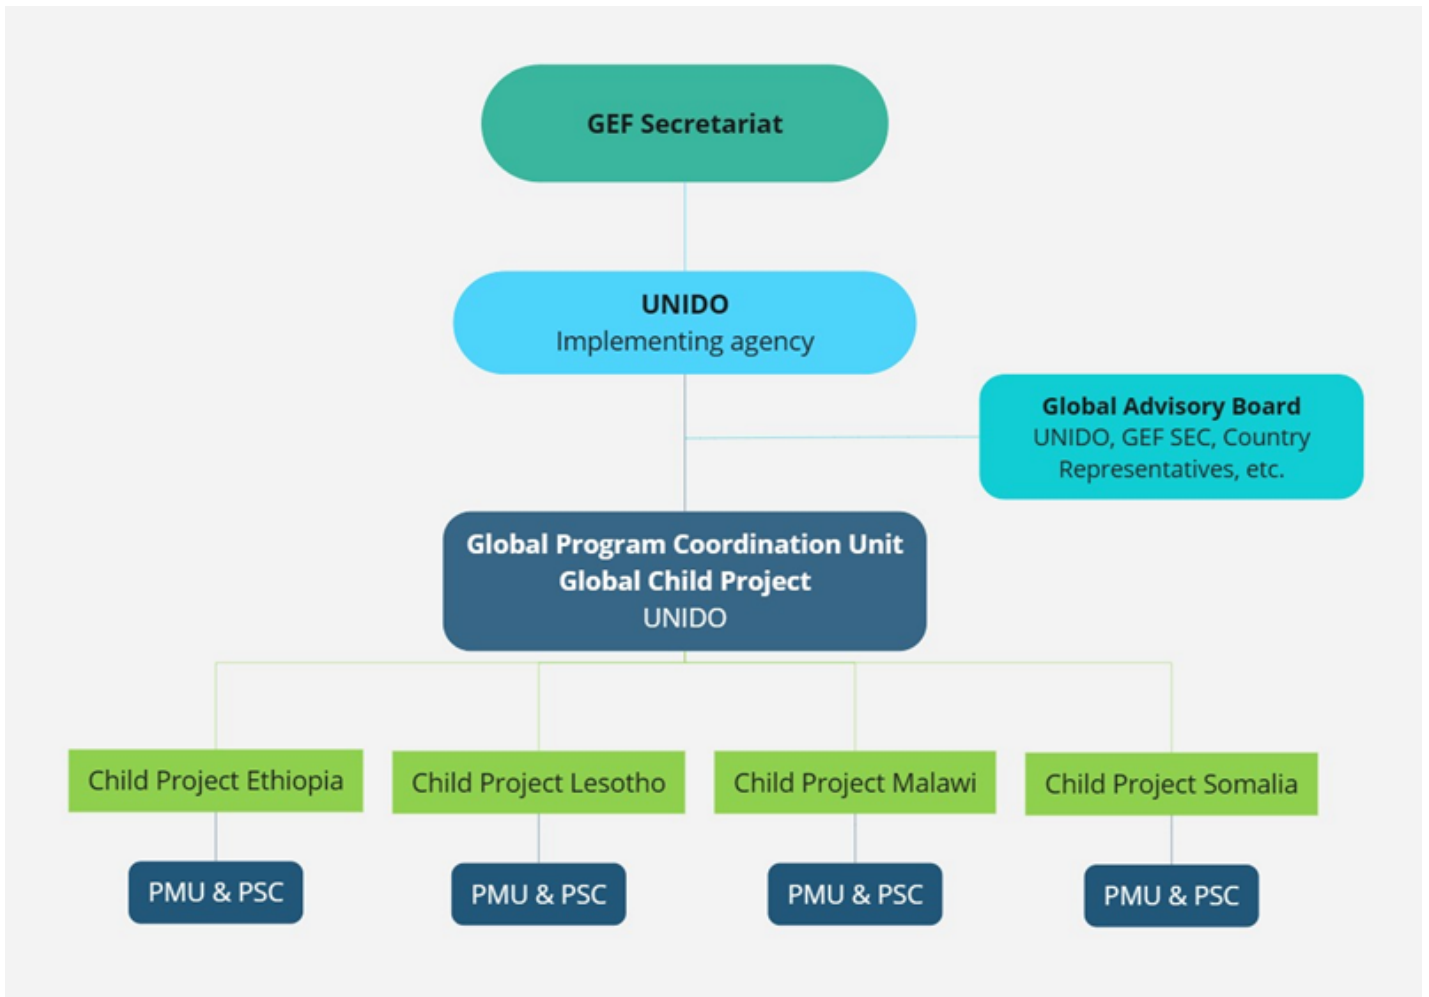 GEF Secretariat
UNIDO
Implementing agency
Global Advisory Board
UNIDO, GEF SEC, Country
Representatives, etc.
Global Program Coordination Unit
Global Child Project
UNIDO
Child Project Ethiopia
Child Project Lesotho
Child Project Malawi
Child Project Somalia
PMU & PSC
PMU & PSC
PMU & PSC
PMU & PSC